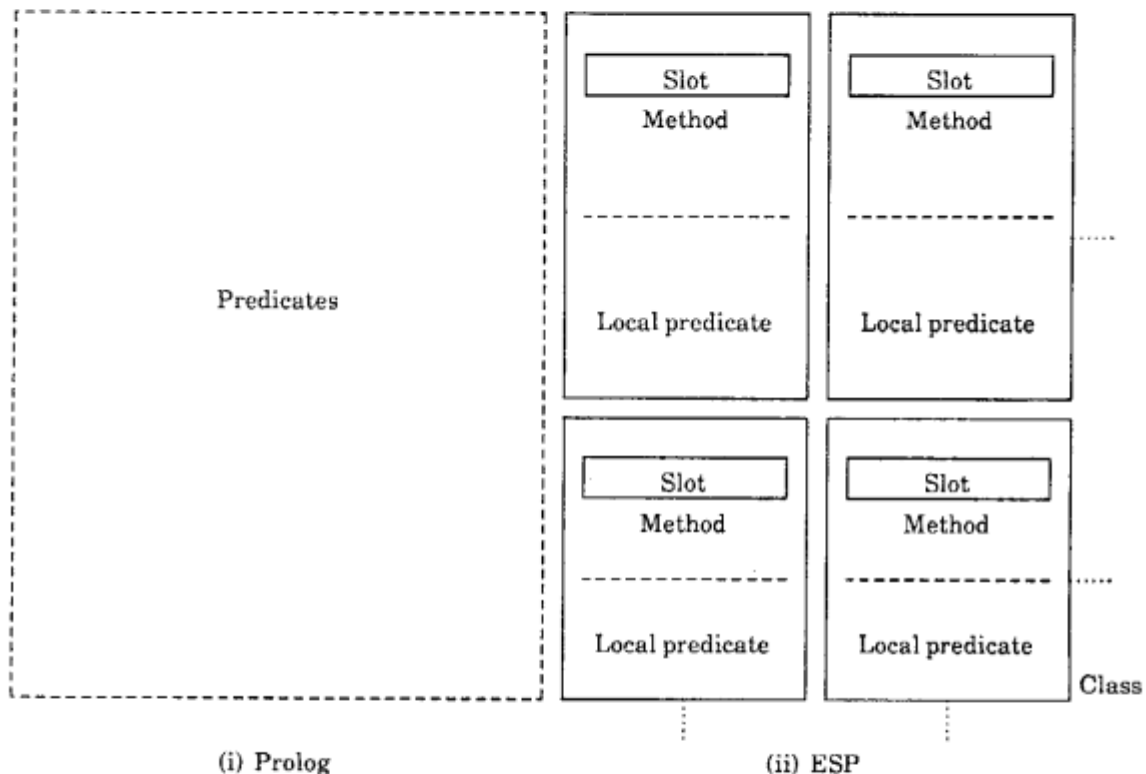 Predicates
(i) Prolog
Slot
Method
Local predicate
Slot
Method
Local predicate
Slot
Method
Local predicate
Slot
Method
Local predicate
Class
(ii) ESP